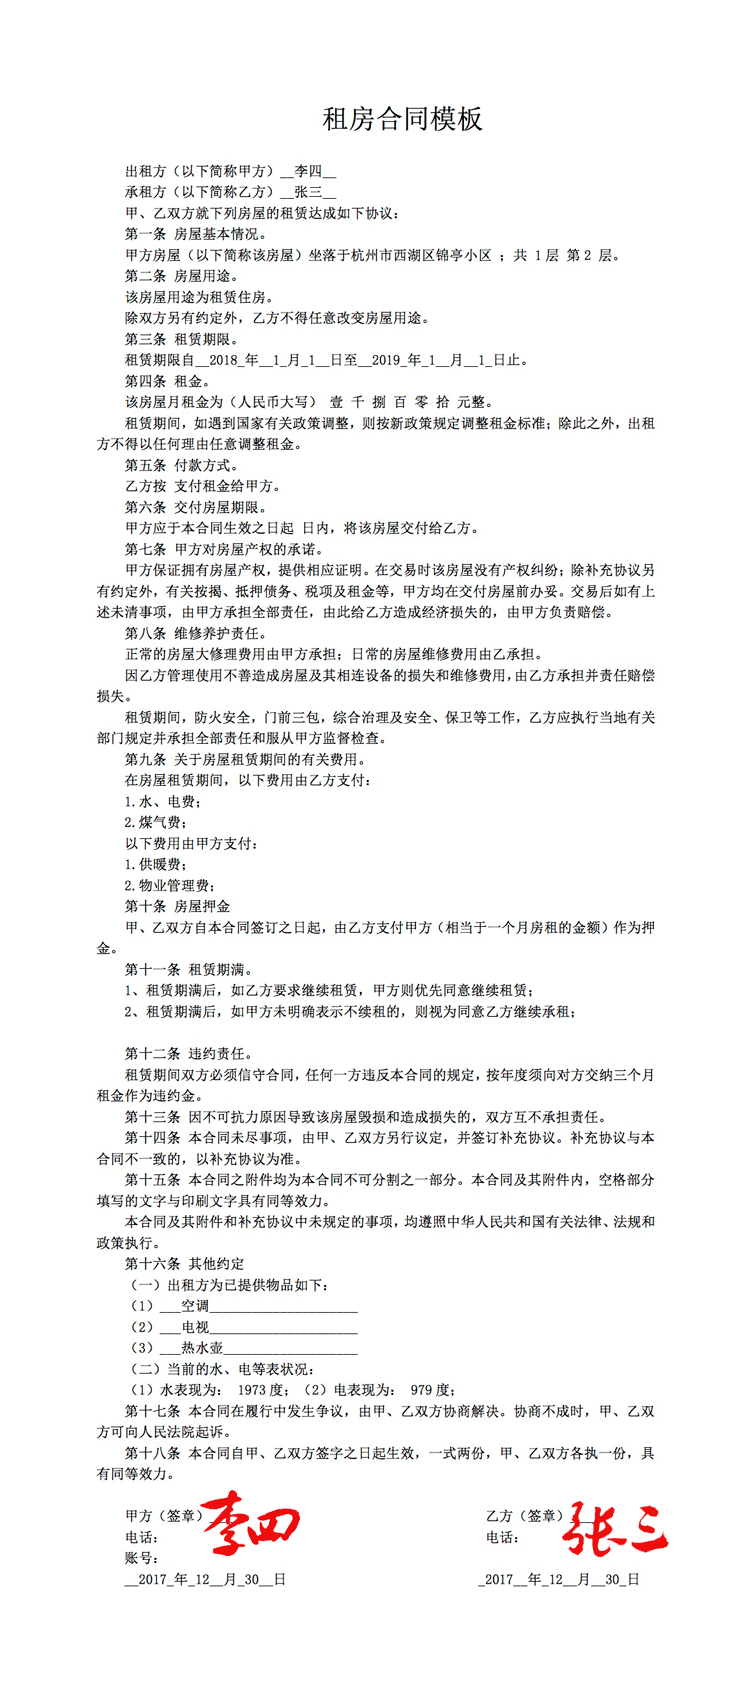 租房合同模板
出租方（以下简称甲方）__李四__
承租方（以下简称乙方）__张三__
甲、乙双方就下列房屋的租赁达成如下协议：
第一条 房屋基本情况。
甲方房屋（以下简称该房屋）坐落于杭州市西湖区锦亭小区 ；共 1层 第2 层。
第二条 房屋用途。
该房屋用途为租赁住房。
除双方另有约定外，乙方不得任意改变房屋用途。
第三条 租赁期限。
租赁期限自__2018_年__1_月_1__日至__2019_年_1__月__1_日止。
第四条 租金。
该房屋月租金为（人民币大写） 壹 千 捌 百 零 拾 元整。
租赁期间，如遇到国家有关政策调整，则按新政策规定调整租金标准；除此之外，出租
方不得以任何理由任意调整租金。
第五条 付款方式。
乙方按 支付租金给甲方。
第六条 交付房屋期限。
甲方应于本合同生效之日起 日内，将该房屋交付给乙方。
第七条 甲方对房屋产权的承诺。
甲方保证拥有房屋产权，提供相应证明。在交易时该房屋没有产权纠纷；除补充协议另
有约定外，有关按揭、抵押债务、税项及租金等，甲方均在交付房屋前办妥。交易后如有上
述未清事项，由甲方承担全部责任，由此给乙方造成经济损失的，由甲方负责赔偿。
第八条 维修养护责任。
正常的房屋大修理费用由甲方承担；日常的房屋维修费用由乙承担。
因乙方管理使用不善造成房屋及其相连设备的损失和维修费用，由乙方承担并责任赔偿
损失。
租赁期间，防火安全，门前三包，综合治理及安全、保卫等工作，乙方应执行当地有关
部门规定并承担全部责任和服从甲方监督检查。
第九条 关于房屋租赁期间的有关费用。
在房屋租赁期间，以下费用由乙方支付：
1.水、电费；
2.煤气费；
以下费用由甲方支付：
1.供暖费；
2.物业管理费；
第十条 房屋押金
甲、乙双方自本合同签订之日起，由乙方支付甲方（相当于一个月房租的金额）作为押
金。
第十一条 租赁期满。
1、租赁期满后，如乙方要求继续租赁，甲方则优先同意继续租赁；
2、租赁期满后，如甲方未明确表示不续租的，则视为同意乙方继续承租；
第十二条 违约责任。
租赁期间双方必须信守合同，任何一方违反本合同的规定，按年度须向对方交纳三个月
租金作为违约金。
第十三条 因不可抗力原因导致该房屋毁损和造成损失的，双方互不承担责任。
第十四条 本合同未尽事项，由甲、乙双方另行议定，并签订补充协议。补充协议与本
合同不一致的，以补充协议为准。
第十五条 本合同之附件均为本合同不可分割之一部分。本合同及其附件内，空格部分
填写的文字与印刷文字具有同等效力。
本合同及其附件和补充协议中未规定的事项，均遵照中华人民共和国有关法律、法规和
政策执行。
第十六条 其他约定
（一）出租方为已提供物品如下：
（1）___空调_____________________
（2）___电视_____________________
（3）___热水壶___________________
（二）当前的水、电等表状况：
（1）水表现为： 1973度；（2）电表现为： 979度；
第十七条 本合同在履行中发生争议，由甲、乙双方协商解决。协商不成时，甲、乙双
方可向人民法院起诉。
第十八条 本合同自甲、乙双方签字之日起生效，一式两份，甲、乙双方各执一份，具
有同等效力。
甲方（签章）李四 乙方（签章）张三
电话： 电话：
账号：
__2017_年_12__月_30__日 _2017__年_12__月__30_日